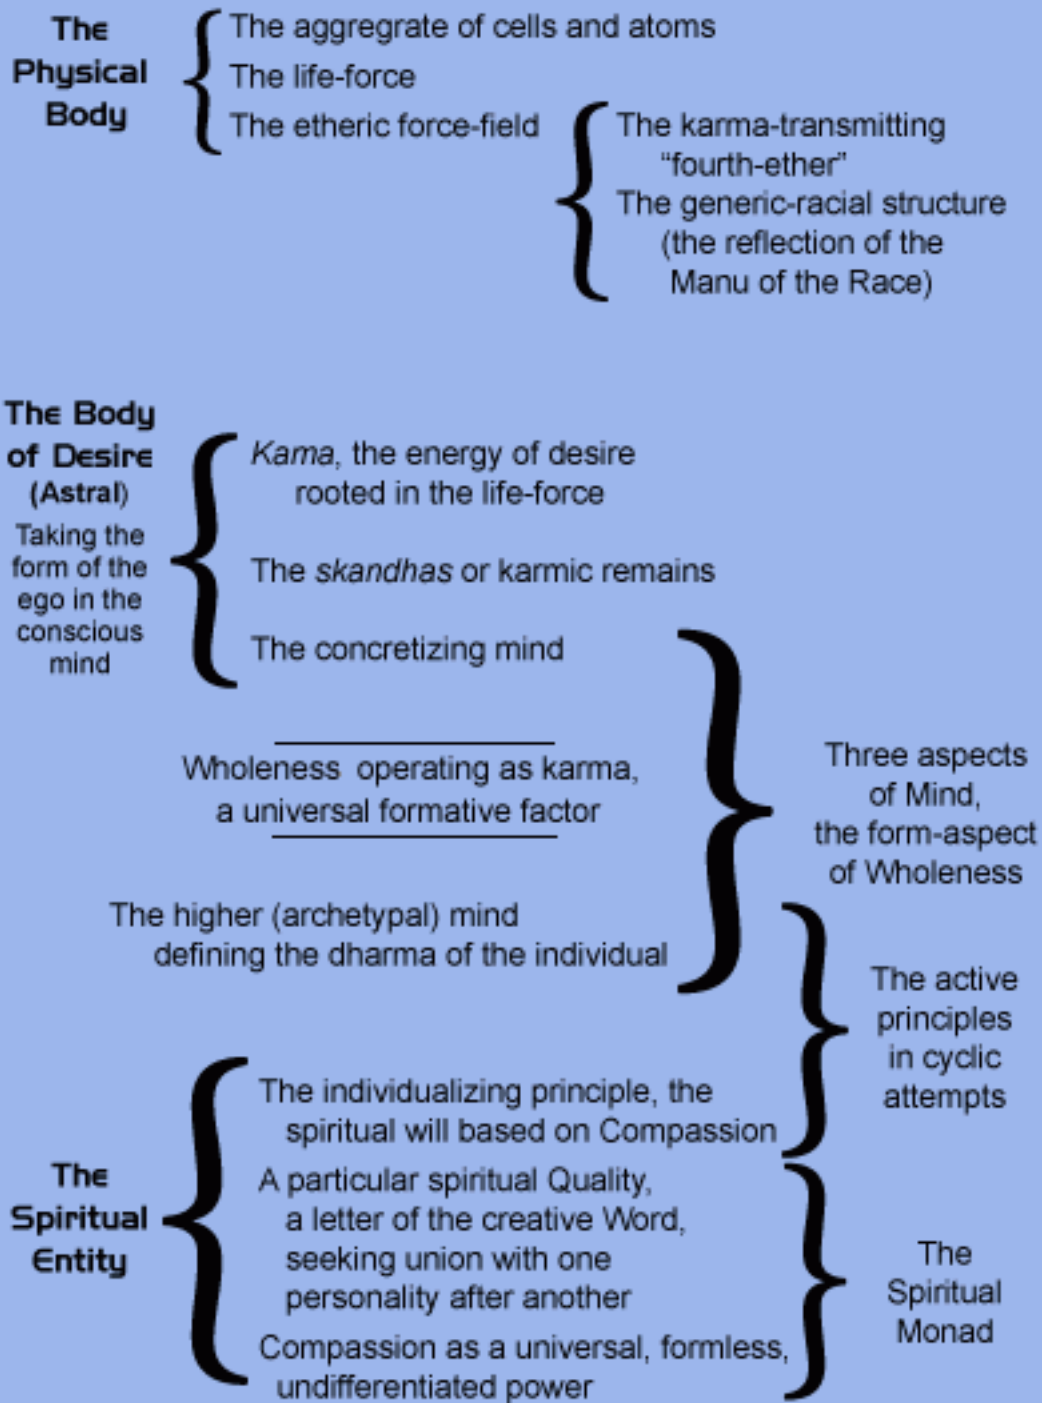 The
Physical
Body
The aggregrate of cells and atoms
The life-force
The etheric force-field
The karma-transmitting
“fourth-ether”
The generic-racial structure
(the reflection of the
Manu of the Race)
The Body
of Desire
(Astral)
Taking the
form of the
ego in the
conscious
mind
Kama, the energy of desire
rooted in the life-force
The skandhas or karmic remains
The concretizing mind
Wholeness operating as karma,
a universal formative factor
The higher (archetypal) mind
defining the dharma of the individual
Three aspects
of Mind,
the form-aspect
of Wholeness
The active
principles
in cyclic
attempts
The
Spiritual
Entity
The individualizing principle, the
spiritual will based on Compassion
A particular spiritual Quality,
a letter of the creative Word,
seeking union with one
personality after another
Compassion as a universal, formless,
undifferentiated power
The
Spiritual
Monad